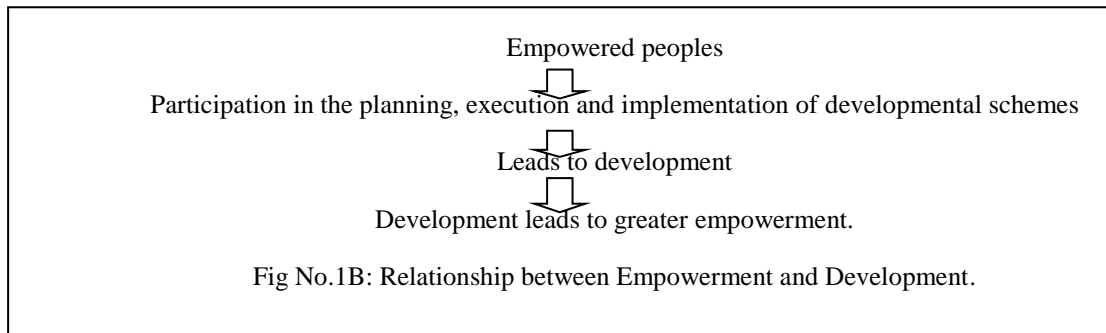 Empowered peoples
Participation in the planning, execution and implementation of developmental schemes
Leads to development
Development leads to greater empowerment.
Fig No.1B: Relationship between Empowerment and Development.